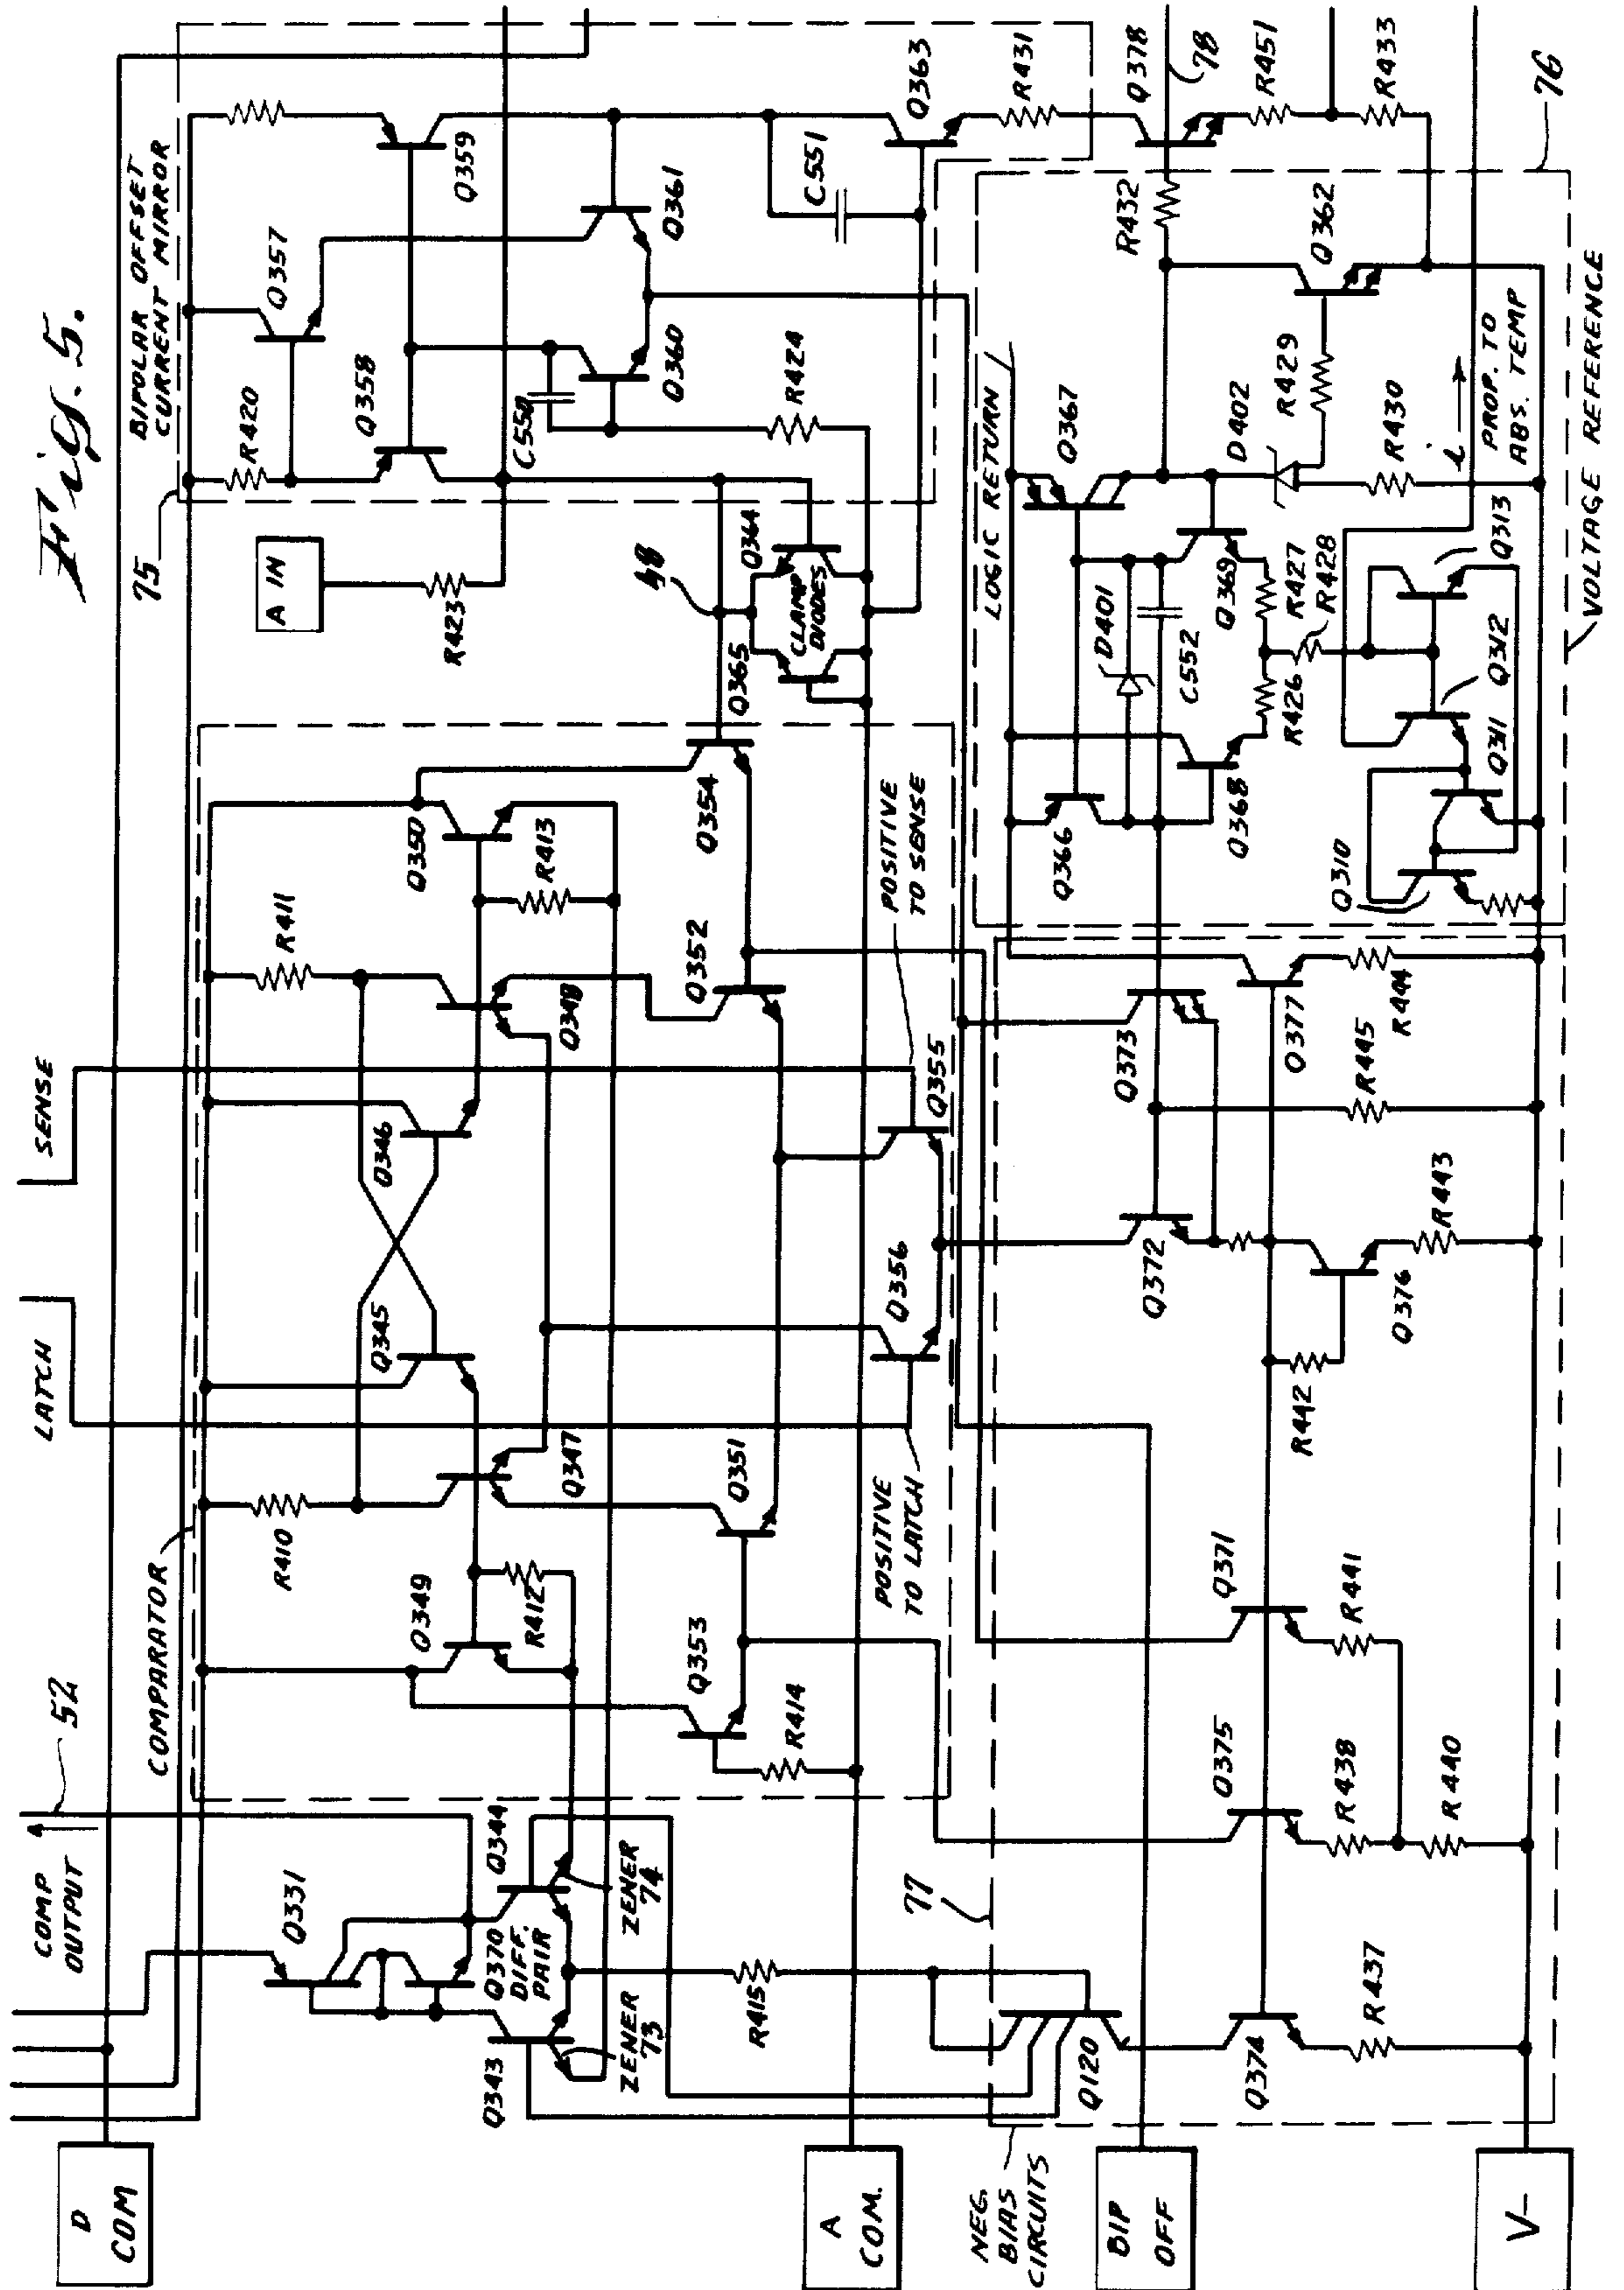 Fig. 5.
75
BIPOLAR OFFSET
CURRENT MIRROR
R420
Q357
Q358
Q359
A IN
R423
C550
Q360
Q361
C551
Q363
R424
R431
48
Q365
Q364
CLAMP
DIODES
LOGIC RETURN
R432
Q378
78
R451
R433
76
Q367
D402
R429
Q362
R430
i
PROP. TO
ABS. TEMP
D401
C552
Q369
R427
R428
R426
Q366
Q368
Q313
Q312
Q311
Q310
VOLTAGE REFERENCE
SENSE
LATCH
COMPARATOR
R411
Q350
R413
Q354
Q346
Q348
Q352
POSITIVE
TO SENSE
Q355
Q345
Q347
Q356
R410
Q351
Q349
R412
Q353
R414
POSITIVE
TO LATCH
52
COMP
OUTPUT
Q331
Q344
Q370
DIFF.
PAIR
ZENER
74
ZENER
73
Q343
R415
77
Q373
Q377
R444
R445
Q372
Q376
R443
R442
Q371
R441
Q375
R438
R440
Q120
Q374
R437
D
COM
A
COM.
NEG.
BIAS
CIRCUITS
BIP
OFF
V-